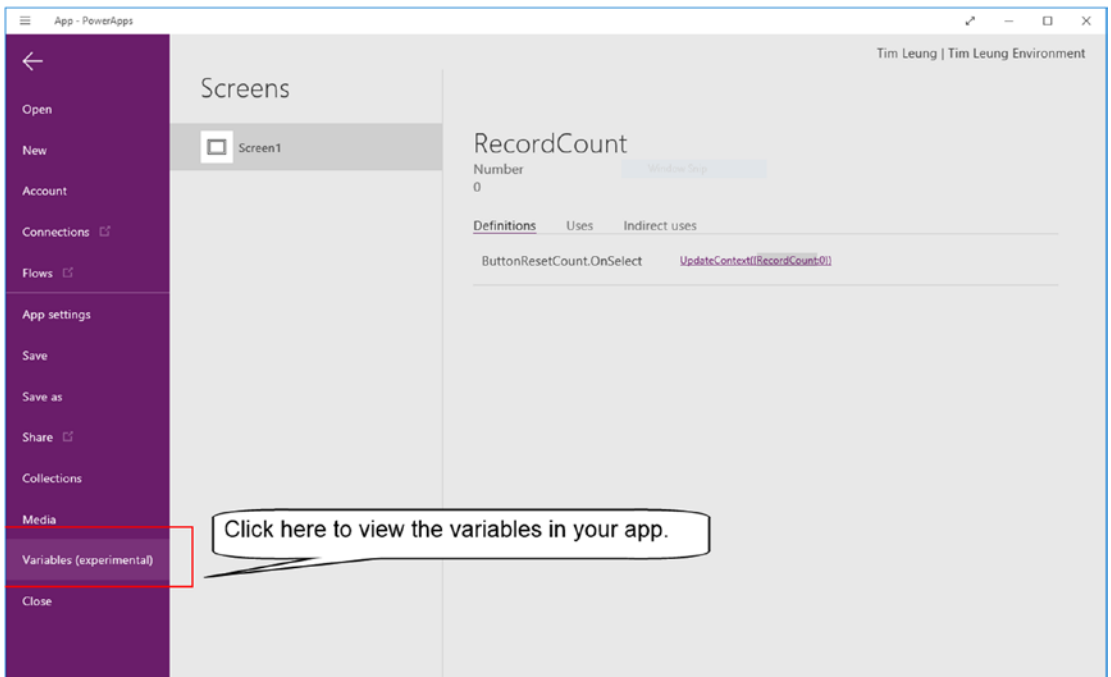 App - PowerApps
Tim Leung | Tim Leung Environment
Open
New
Account
Connections
Flows
App settings
Save
Save as
Share
Collections
Media
Variables (experimental)
Close
Screens
Screen1
RecordCount
Number
Window Snip
0
Definitions Uses Indirect uses
ButtonResetCount.OnSelect UpdateContext({RecordCount:0})
Click here to view the variables in your app.